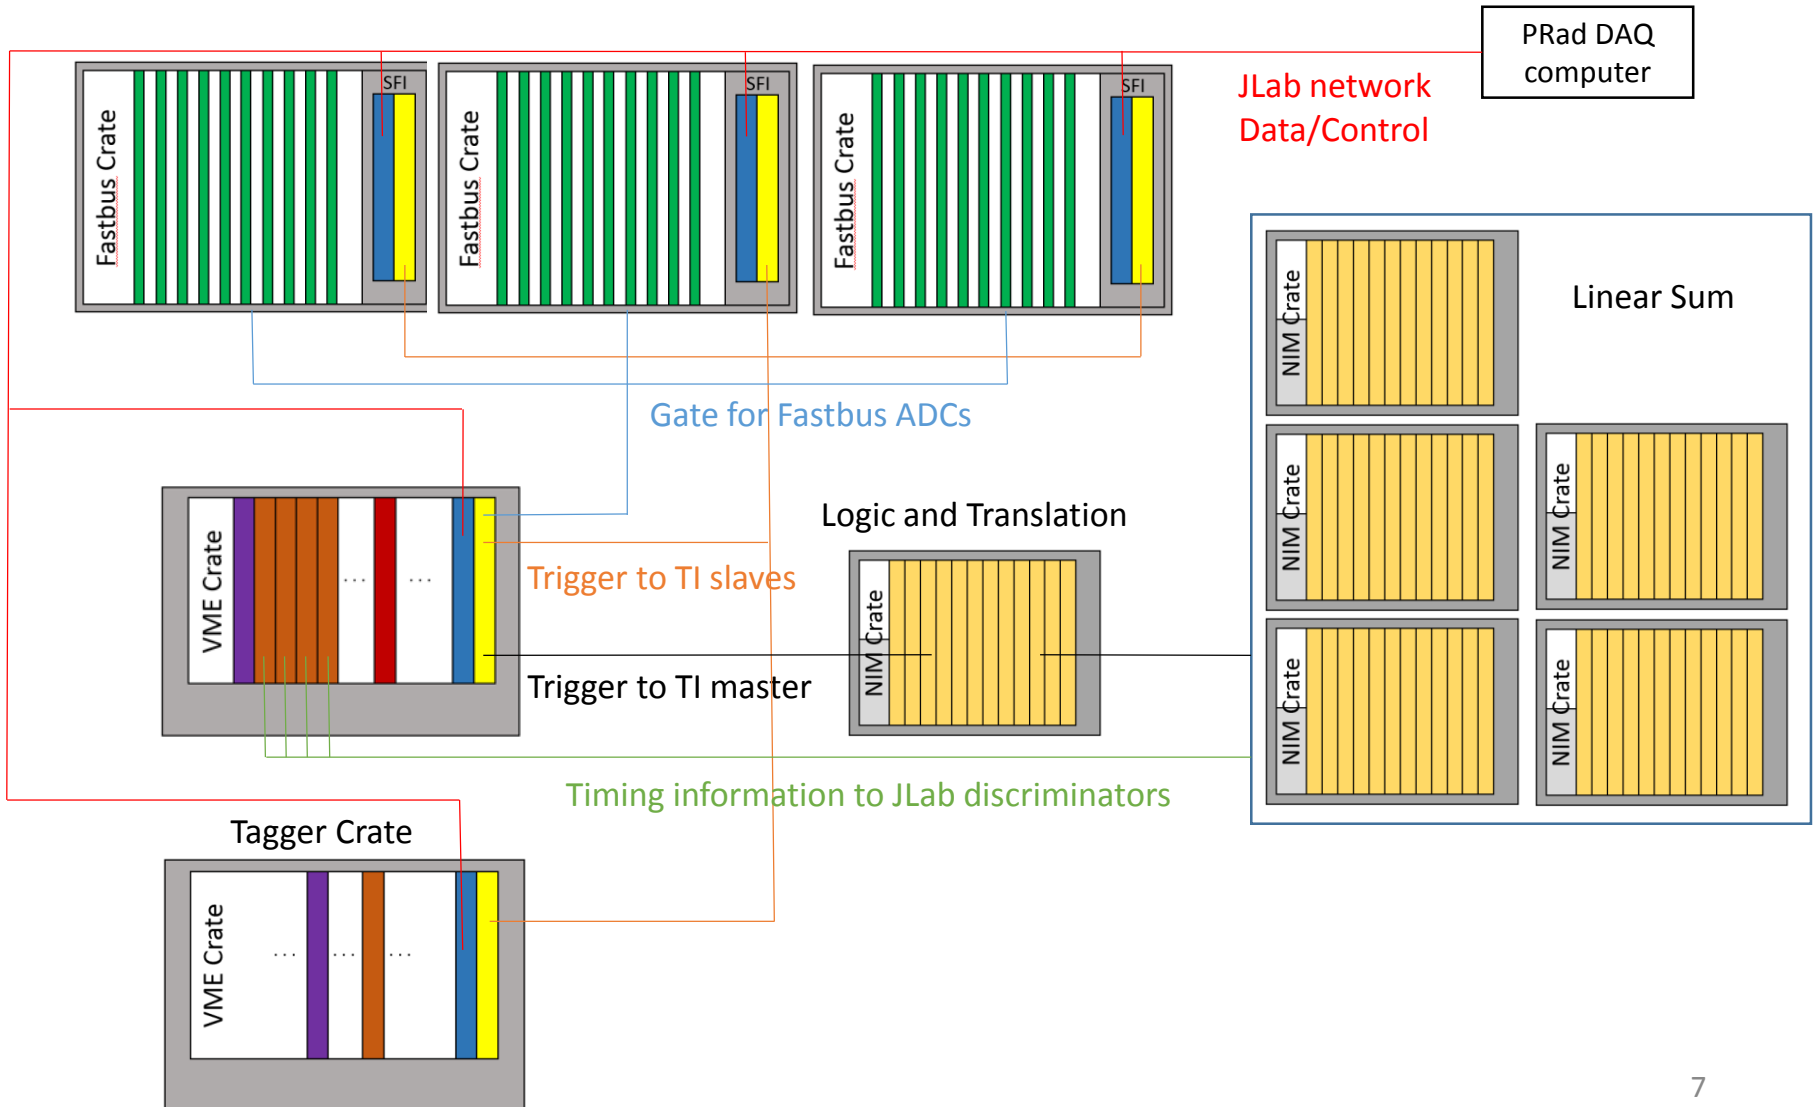 PRad DAQ
computer
JLab network
Data/Control
SFI
SFI
SFI
Fastbus Crate
Fastbus Crate
Fastbus Crate
Linear Sum
NIM Crate
NIM Crate
NIM Crate
NIM Crate
NIM Crate
Gate for Fastbus ADCs
Logic and Translation
VME Crate
...
...
Trigger to TI slaves
NIM Crate
Trigger to TI master
Timing information to JLab discriminators
Tagger Crate
VME Crate
...
...
...
7